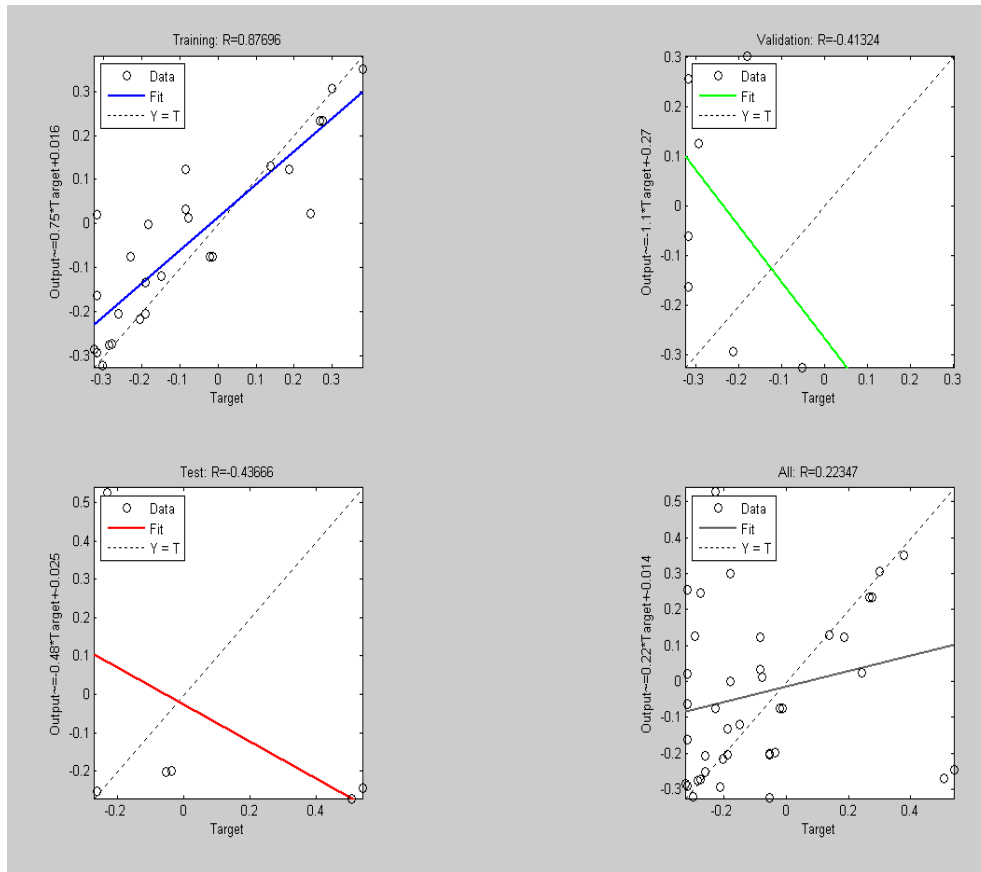 Training: R=0.87696
Data
Fit
Y = T
Output~=0.75*Target+0.016
0.3
0.2
0.1
0
-0.1
-0.2
-0.3
-0.3 -0.2 -0.1 0 0.1 0.2 0.3
Target
Validation: R=-0.41324
Data
Fit
Y = T
Output~=-1.1*Target+-0.27
0.3
0.2
0.1
0
-0.1
-0.2
-0.3
-0.3 -0.2 -0.1 0 0.1 0.2 0.3
Target
Test: R=-0.43666
Data
Fit
Y = T
Output~=-0.48*Target+-0.025
0.5
0.4
0.3
0.2
0.1
0
-0.1
-0.2
-0.2 0 0.2 0.4
Target
All: R=0.22347
Data
Fit
Y = T
Output~=0.22*Target+-0.014
0.5
0.4
0.3
0.2
0.1
0
-0.1
-0.2
-0.3
-0.2 0 0.2 0.4
Target